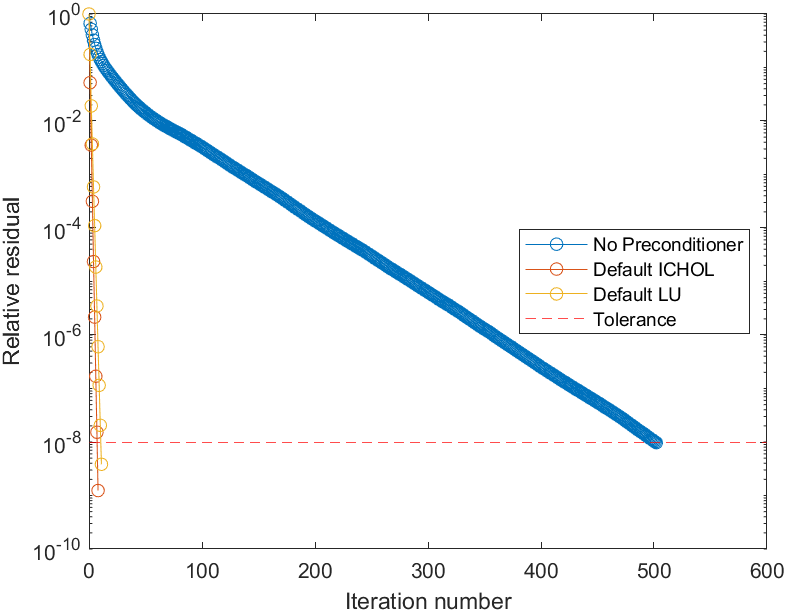 10^0
10^-2
10^-4
10^-6
10^-8
10^-10
Relative residual
No Preconditioner
Default ICHOL
Default LU
Tolerance
0 100 200 300 400 500 600
Iteration number